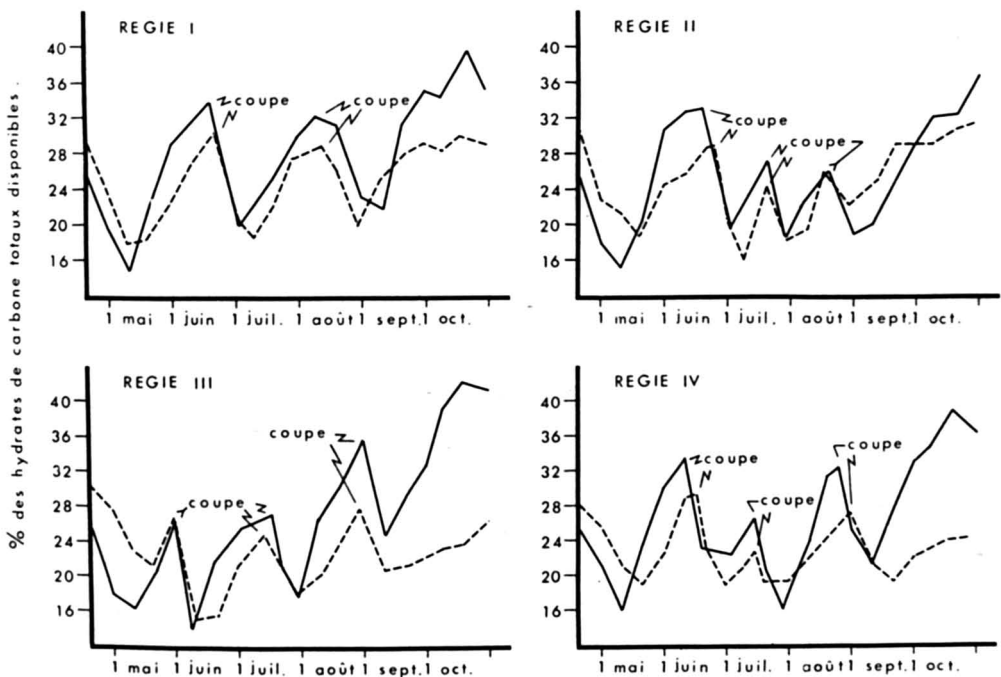 % des hydrates de carbone totaux disponibles.
REGIE I
40
36
32
28
24
20
16
coupe
coupe
1 mai 1 juin 1 juil. 1 août 1 sept. 1 oct.
REGIE II
40
36
32
28
24
20
16
coupe
coupe
1 mai 1 juin 1 juil. 1 août 1 sept. 1 oct.
REGIE III
40
36
32
28
24
20
16
coupe
coupe
1 mai 1 juin 1 juil. 1 août 1 sept. 1 oct.
REGIE IV
40
36
32
28
24
20
16
coupe
coupe
coupe
1 mai 1 juin 1 juil. 1 août 1 sept. 1 oct.